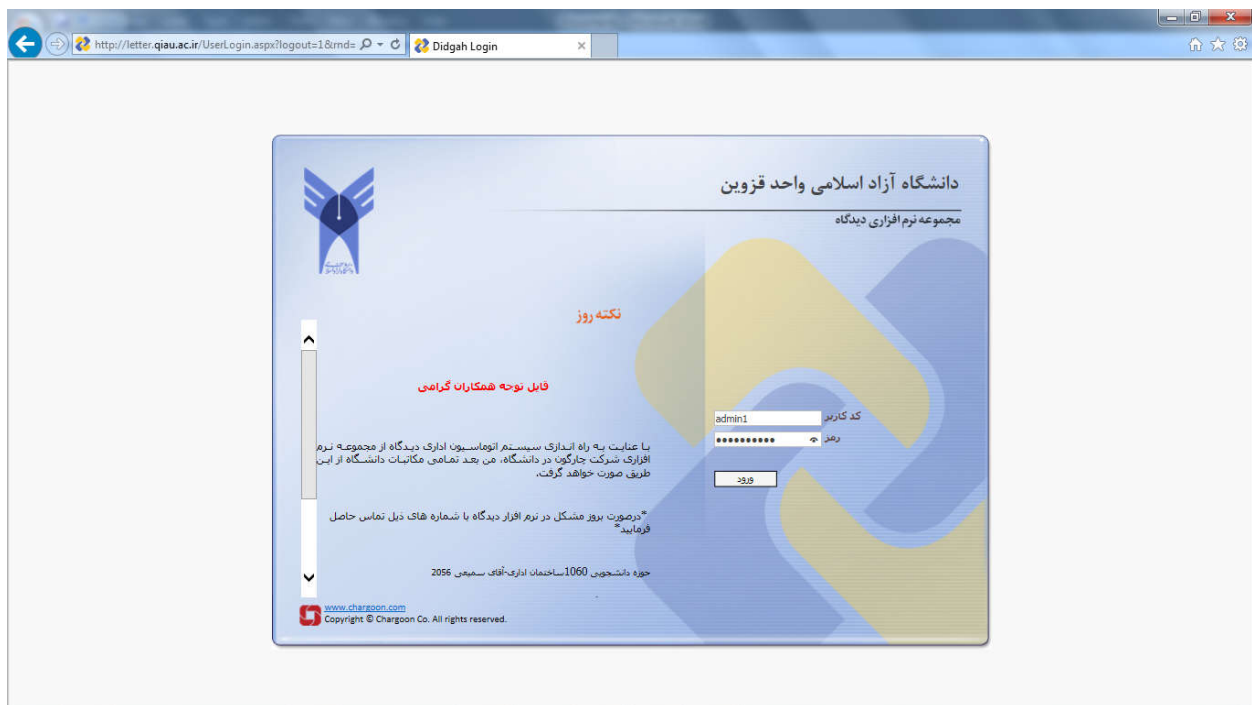 http://letter.qiau.ac.ir/UserLogin.aspx?logout=1&rnd=
Didgah Login
دانشگاه آزاد اسلامی واحد قزوین
مجموعه نرم افزاری دیدگاه
نکته روز
قابل توجه همکاران گرامی
با عنایت به راه اندازی سیستم اتوماسیون اداری دیدگاه از مجموعه نرم
افزاری شرکت چارگون در دانشگاه، من بعد تمامی مکاتبات دانشگاه از این
طریق صورت خواهد گرفت.
*درصورت بروز مشکل در نرم افزار دیدگاه با شماره های ذیل تماس حاصل
فرمایید*
حوزه دانشجویی 1060ساختمان اداری-آقای سمیعی 2056
کد کاربر
admin1
رمز
ورود
www.chargoon.com
Copyright © Chargoon Co. All rights reserved.